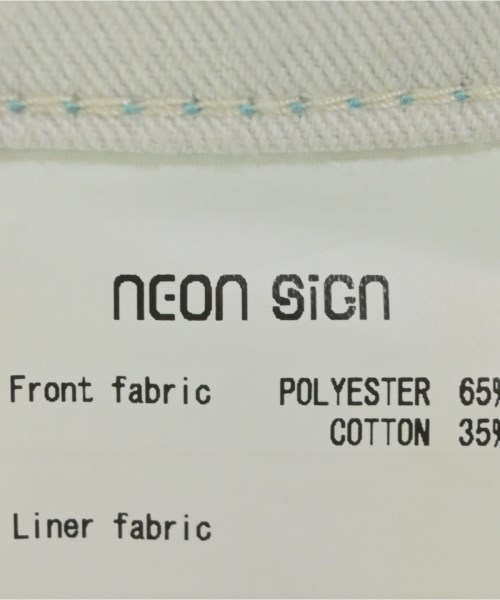 neon sign
Front fabric POLYESTER 65%
COTTON 35%
Liner fabric